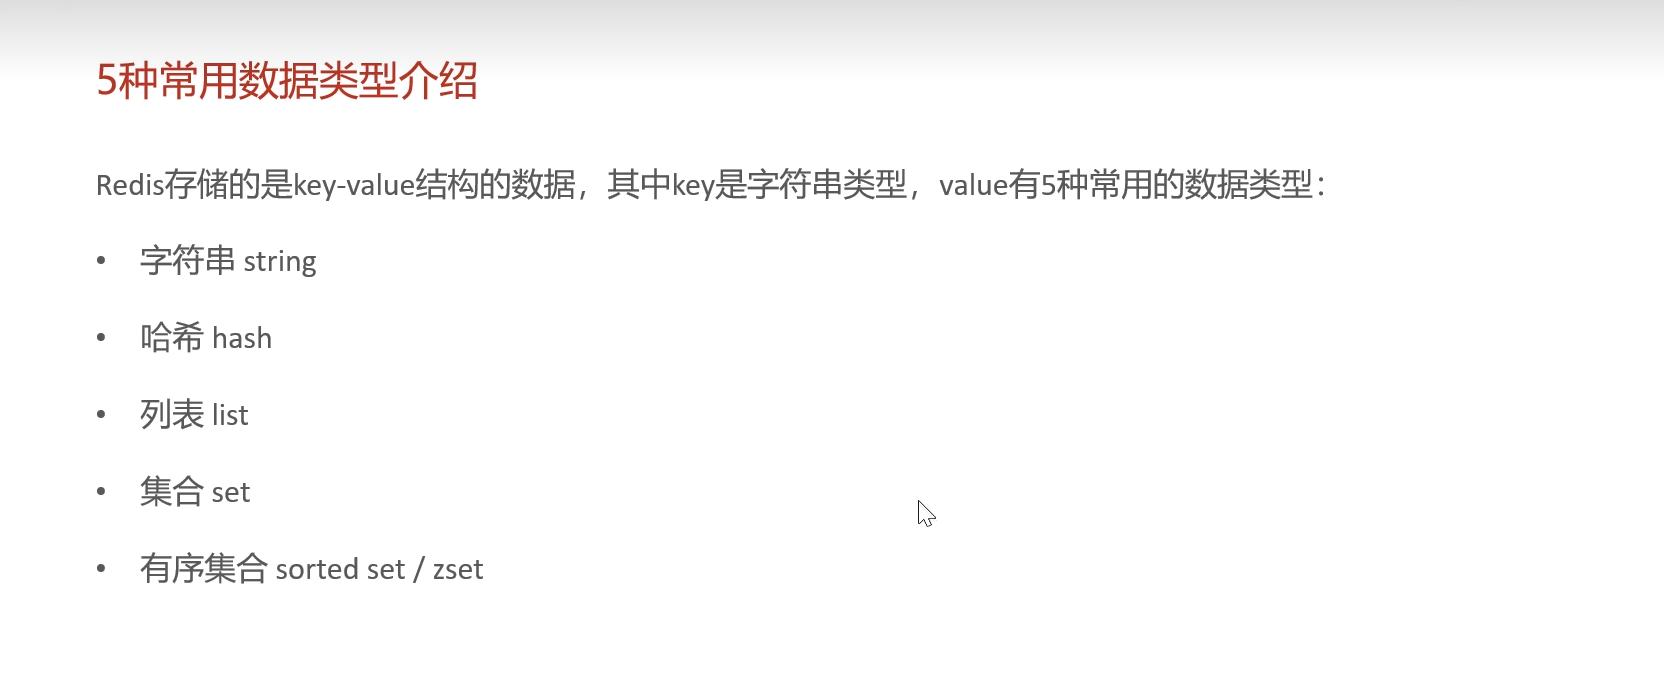 5种常用数据类型介绍
Redis存储的是key-value结构的数据，其中key是字符串类型，value有5种常用的数据类型：
• 字符串 string
• 哈希 hash
• 列表 list
• 集合 set
• 有序集合 sorted set / zset